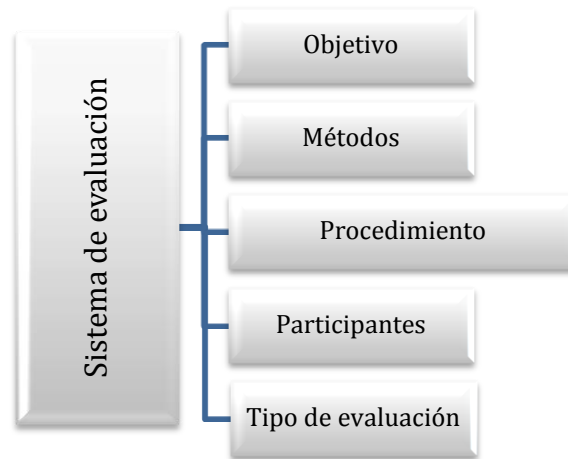 Sistema de evaluación
Objetivo
Métodos
Procedimiento
Participantes
Tipo de evaluación